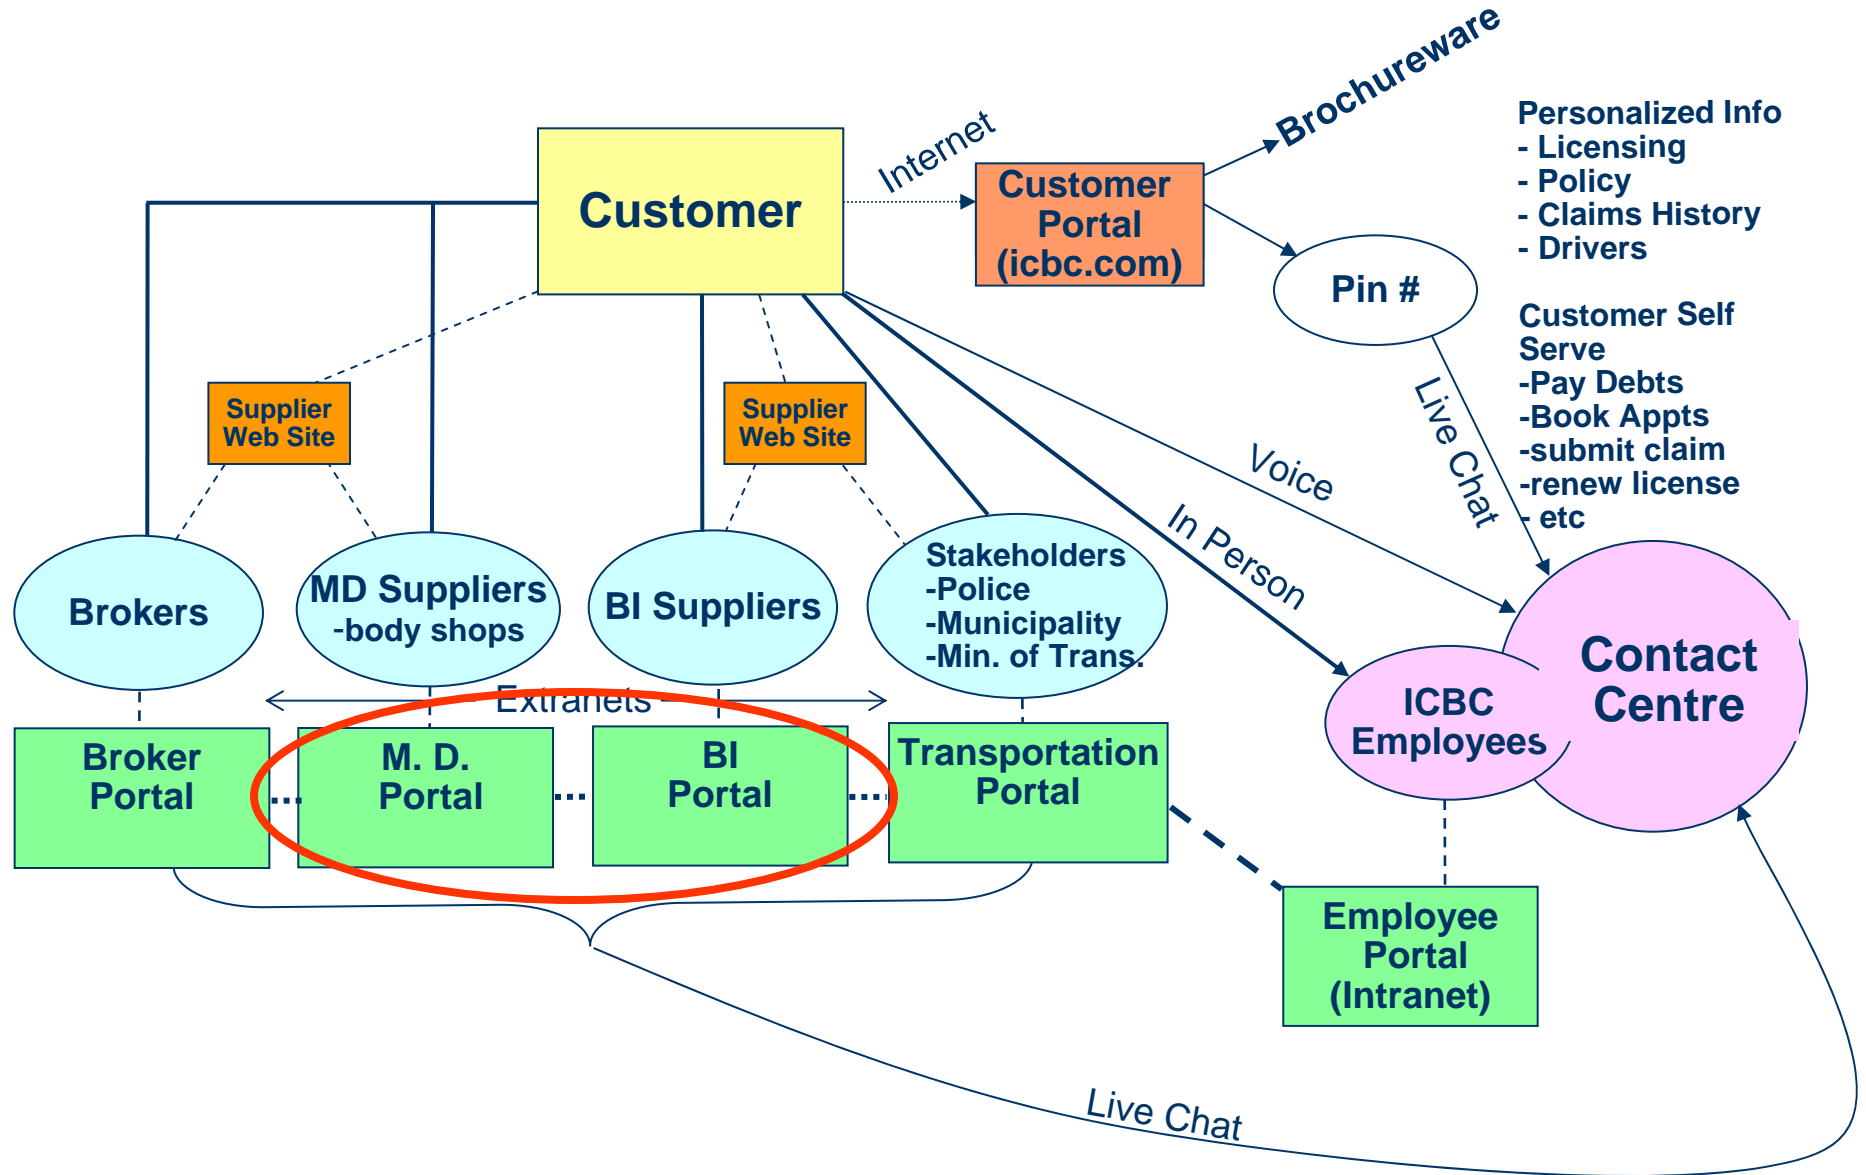 Brochureware
Internet
Customer
Customer
Portal
(icbc.com)
Personalized Info
- Licensing
- Policy
- Claims History
- Drivers
Pin #
Customer Self
Serve
-Pay Debts
-Book Appts
-submit claim
-renew license
- etc
Live Chat
Supplier
Web Site
Supplier
Web Site
Voice
In Person
Brokers
MD Suppliers
-body shops
BI Suppliers
Stakeholders
-Police
-Municipality
-Min. of Trans.
Contact
Centre
ICBC
Employees
Extranets
Broker
Portal
M. D.
Portal
BI
Portal
Transportation
Portal
Employee
Portal
(Intranet)
Live Chat